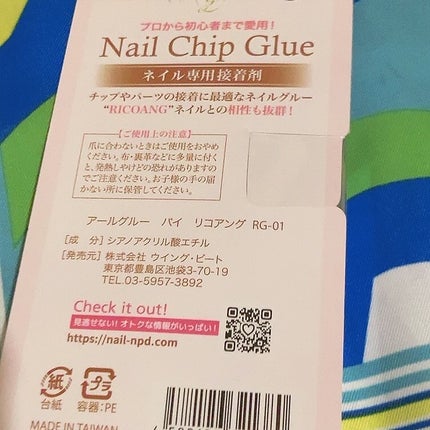 プロから初心者まで愛用!
Nail Chip Glue
ネイル専用接着剤
チップやパーツの接着に最適なネイルグルー
"RICOANG"ネイルとの相性も抜群!
【ご使用上の注意】
爪に合わないときはご使用をおやめ
ください。布・裏革などに多量に付く
と、発熱しやけどの恐れがありますの
でご注意ください。お子様の手の届
かない所に保管してください。
アールグルー バイ リコアング RG-01
[成 分] シアノアクリル酸エチル
[発売元] 株式会社 ウイング・ビート
東京都豊島区池袋3-70-19
TEL.03-5957-3892
Check it out!
見逃せない!オトクな情報がいっぱい!
https://nail-npd.com
紙 プラ
台紙 容器:PE
MADE IN TAIWAN